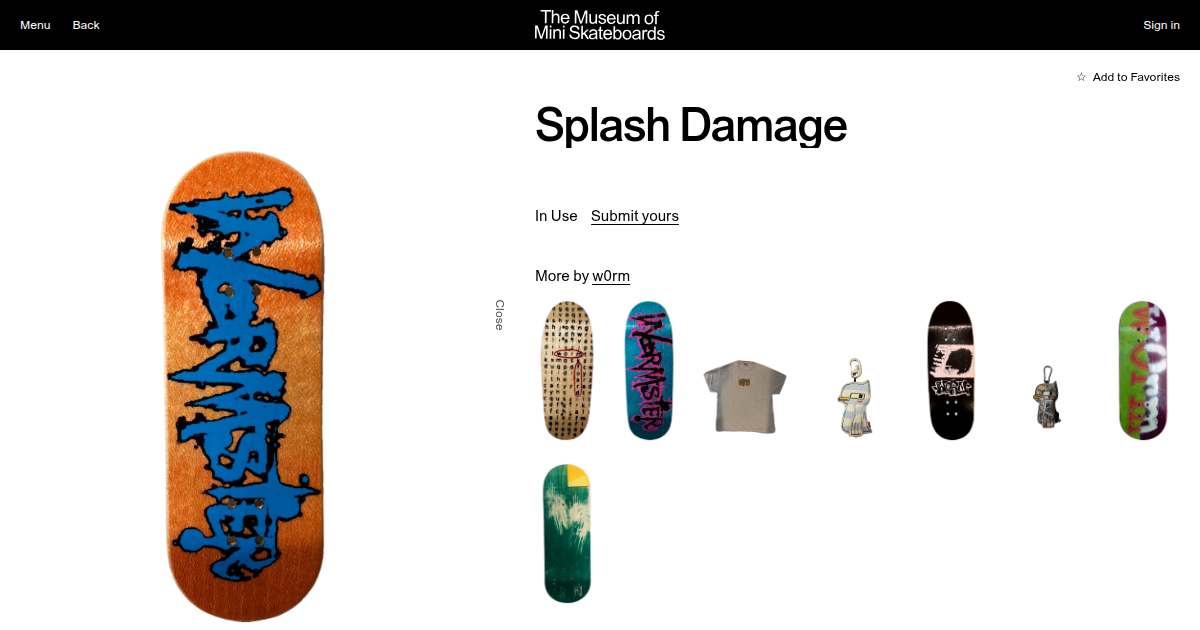 Menu
Back
The Museum of
Mini Skateboards
Sign in
☆ Add to Favorites
Splash Damage
In Use
Submit yours
More by w0rm
Close
WORMSTER
WORMSTER